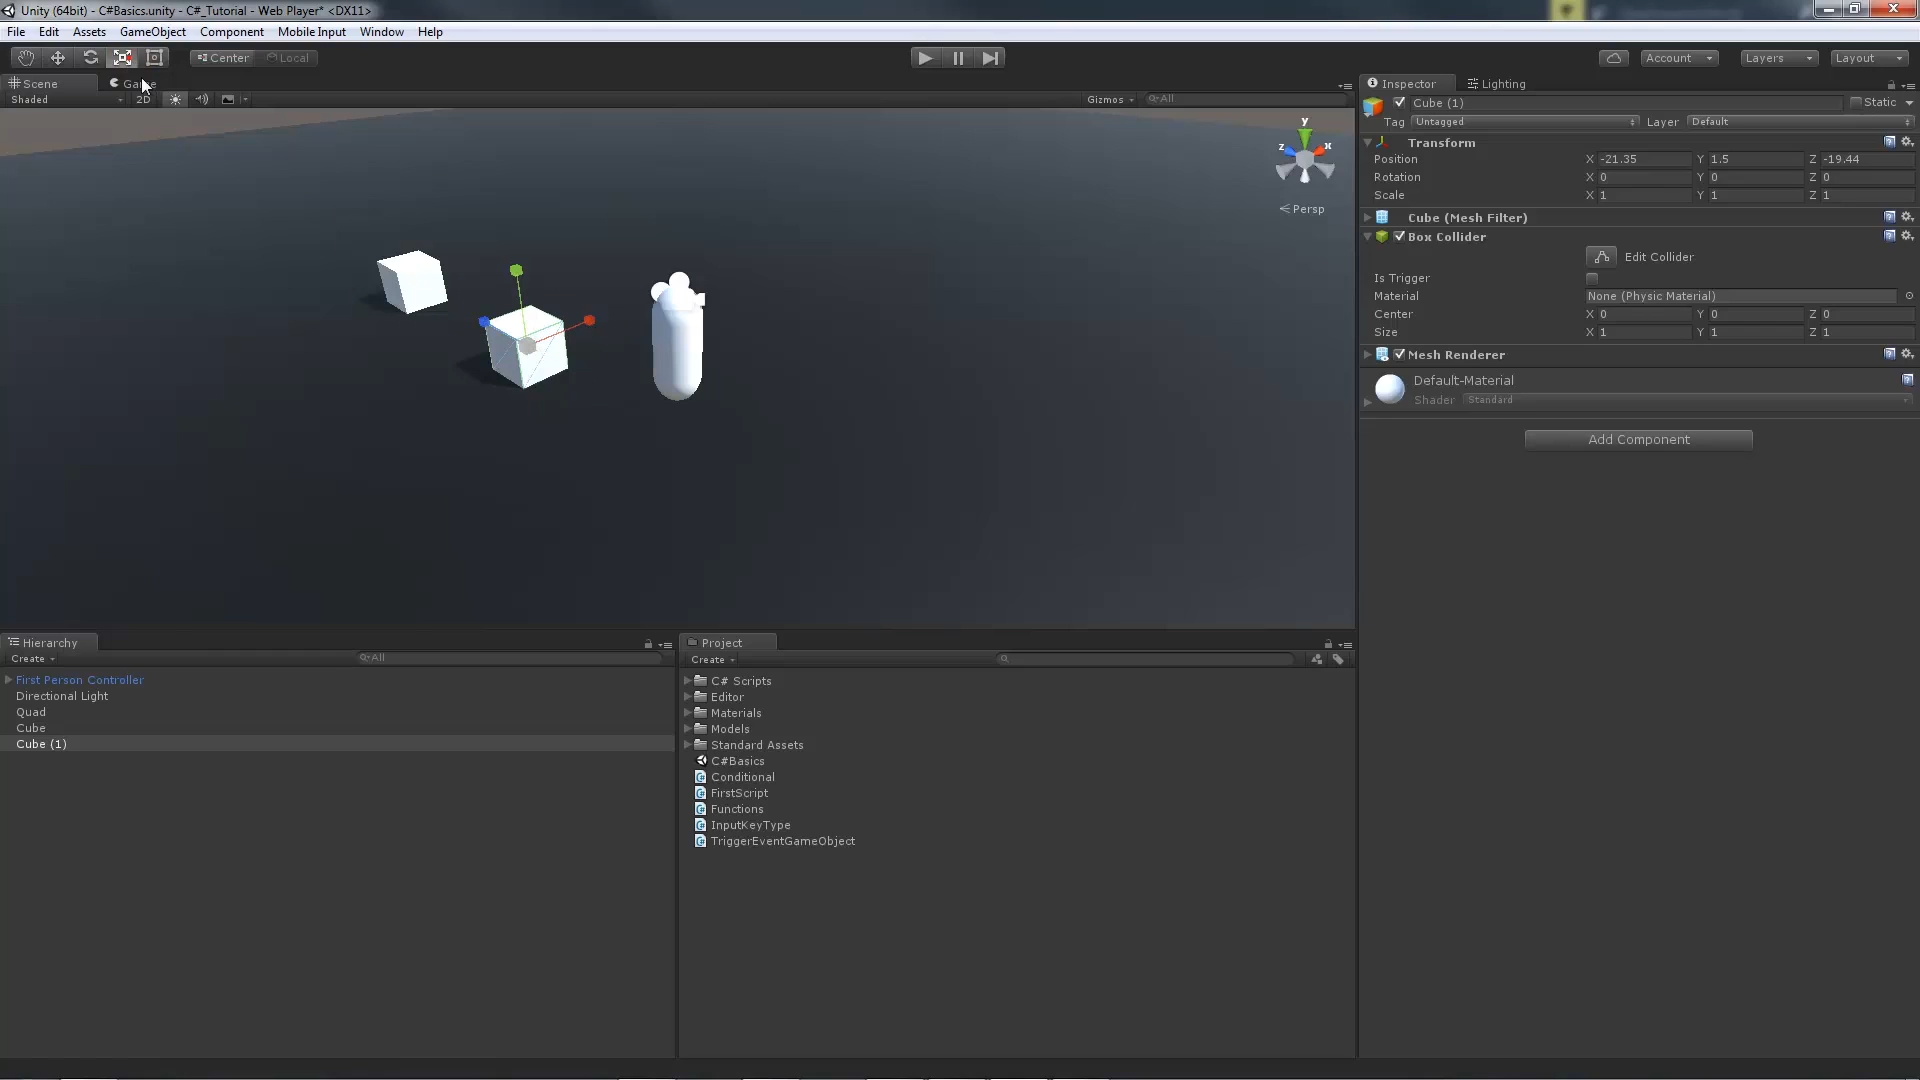 Unity (64bit) - C#Basics.unity - C#_Tutorial - Web Player* <DX11>
File Edit Assets GameObject Component Mobile Input Window Help
Center Local Account Layers Layout
Scene Game
Shaded 2D Gizmos All
y
z x
Persp
Inspector Lighting
Cube (1) Static
Tag Untagged Layer Default
Transform
Position X -21.35 Y 1.5 Z -19.44
Rotation X 0 Y 0 Z 0
Scale X 1 Y 1 Z 1
Cube (Mesh Filter)
Box Collider
Edit Collider
Is Trigger
Material None (Physic Material)
Center X 0 Y 0 Z 0
Size X 1 Y 1 Z 1
Mesh Renderer
Default-Material
Shader Standard
Add Component
Hierarchy
Create All
First Person Controller
Directional Light
Quad
Cube
Cube (1)
Project
Create
C# Scripts
Editor
Materials
Models
Standard Assets
C#Basics
Conditional
FirstScript
Functions
InputKeyType
TriggerEventGameObject